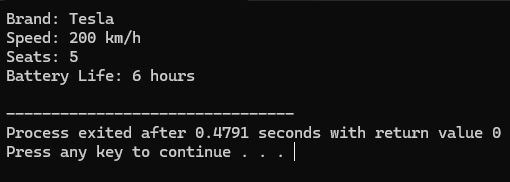 Brand: Tesla
Speed: 200 km/h
Seats: 5
Battery Life: 6 hours
--------------------------------
Process exited after 0.4791 seconds with return value 0
Press any key to continue . . .